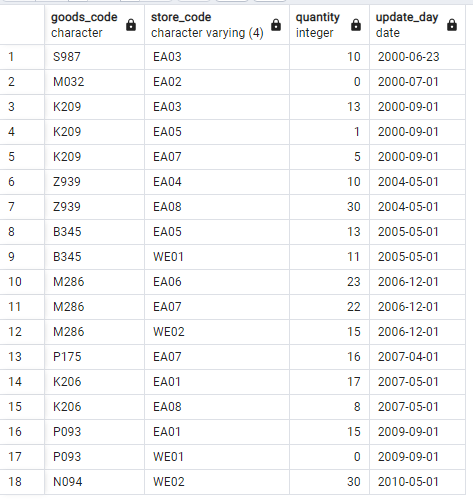 goods_code store_code quantity update_day
character character varying (4) integer date
1 S987 EA03 10 2000-06-23
2 M032 EA02 0 2000-07-01
3 K209 EA03 13 2000-09-01
4 K209 EA05 1 2000-09-01
5 K209 EA07 5 2000-09-01
6 Z939 EA04 10 2004-05-01
7 Z939 EA08 30 2004-05-01
8 B345 EA05 13 2005-05-01
9 B345 WE01 11 2005-05-01
10 M286 EA06 23 2006-12-01
11 M286 EA07 22 2006-12-01
12 M286 WE02 15 2006-12-01
13 P175 EA07 16 2007-04-01
14 K206 EA01 17 2007-05-01
15 K206 EA08 8 2007-05-01
16 P093 EA01 15 2009-09-01
17 P093 WE01 0 2009-09-01
18 N094 WE02 30 2010-05-01